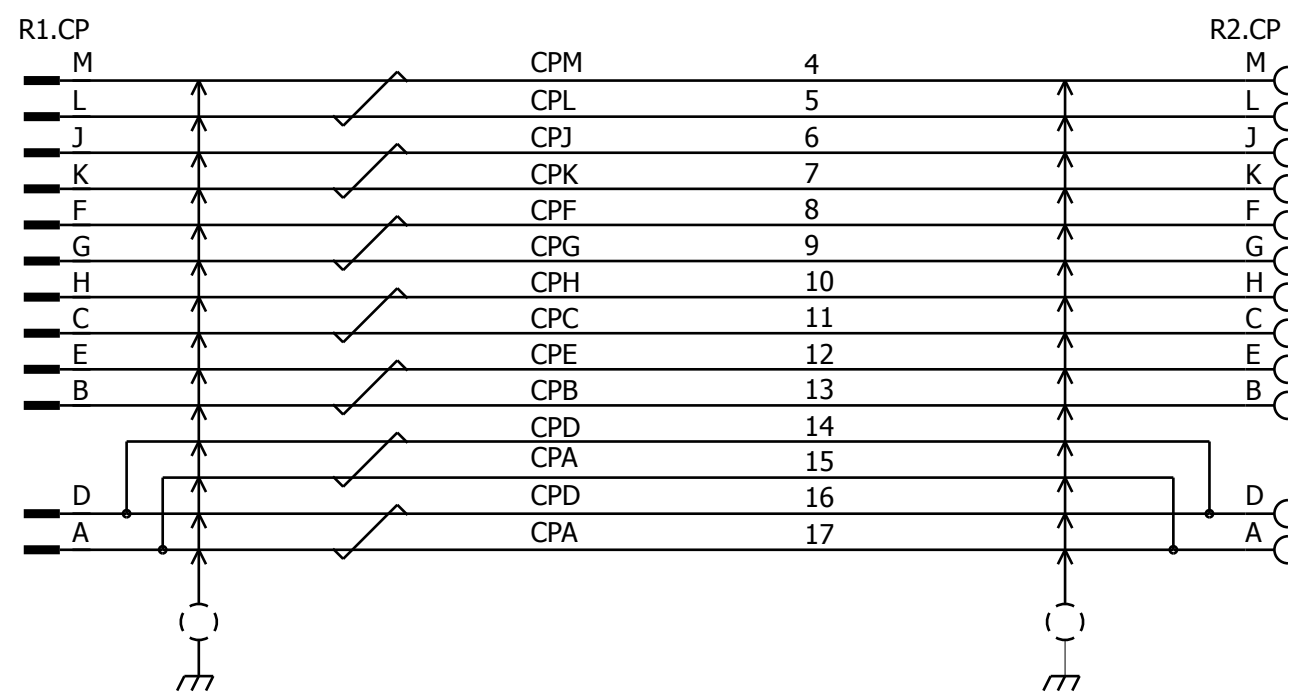 R1.CP R2.CP
M CPM 4 M
L CPL 5 L
J CPJ 6 J
K CPK 7 K
F CPF 8 F
G CPG 9 G
H CPH 10 H
C CPC 11 C
E CPE 12 E
B CPB 13 B
CPD 14
CPA 15
D CPD 16 D
A CPA 17 A